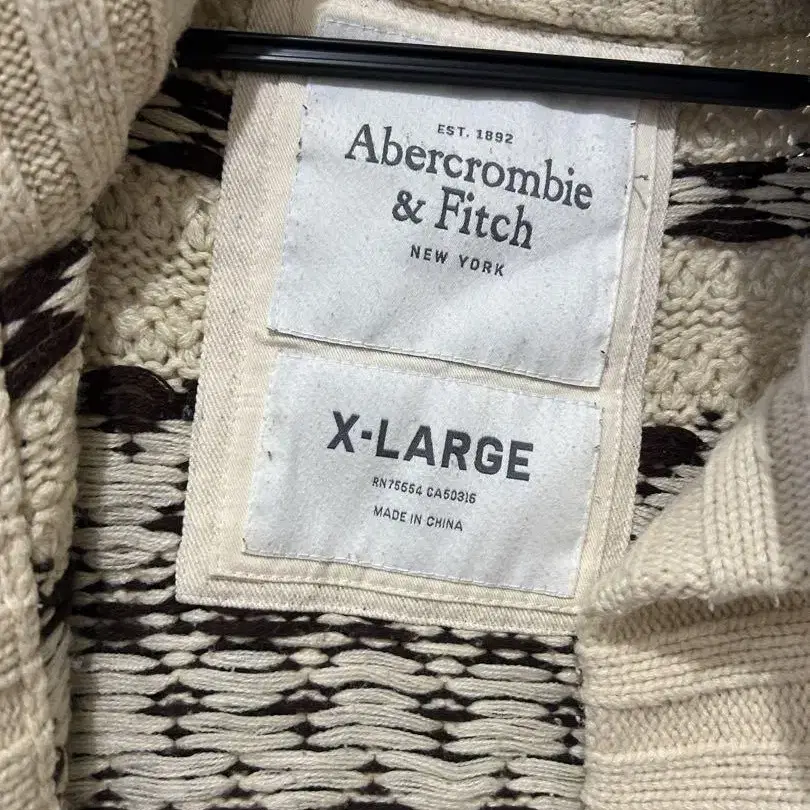 EST. 1892
Abercrombie
& Fitch
NEW YORK
X-LARGE
RN75654 CA50316
MADE IN CHINA